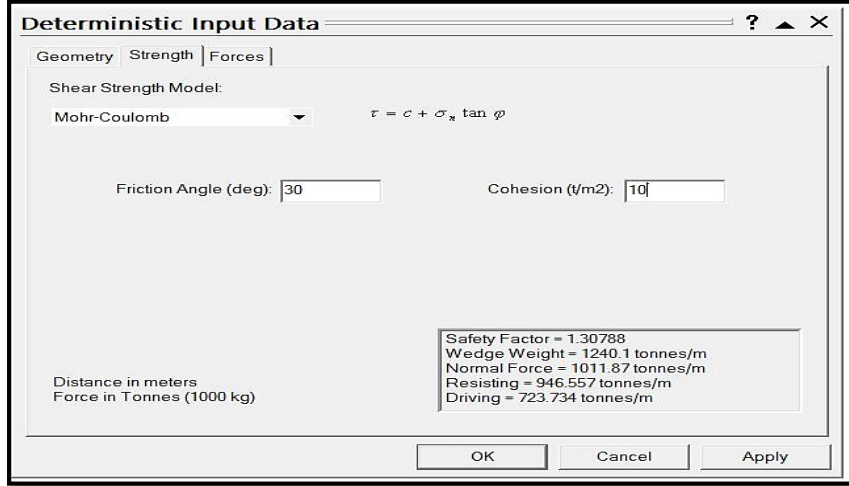 Deterministic Input Data ? ▲ ✕
Geometry Strength Forces
Shear Strength Model:
Mohr-Coulomb
τ = c + σn tan φ
Friction Angle (deg): 30 Cohesion (t/m2): 10
Safety Factor = 1.30788
Wedge Weight = 1240.1 tonnes/m
Normal Force = 1011.87 tonnes/m
Resisting = 946.557 tonnes/m
Driving = 723.734 tonnes/m
Distance in meters
Force in Tonnes (1000 kg)
OK Cancel Apply